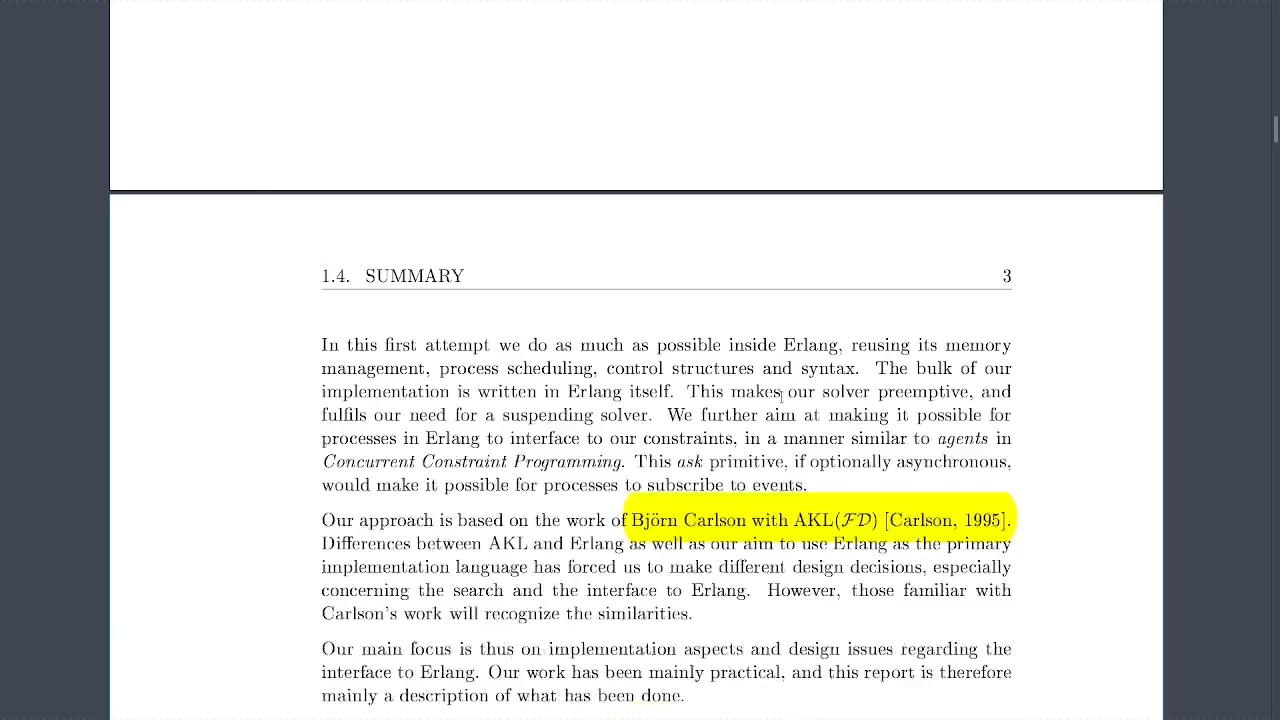 1.4. SUMMARY 3
In this first attempt we do as much as possible inside Erlang, reusing its memory
management, process scheduling, control structures and syntax. The bulk of our
implementation is written in Erlang itself. This makes our solver preemptive, and
fulfils our need for a suspending solver. We further aim at making it possible for
processes in Erlang to interface to our constraints, in a manner similar to agents in
Concurrent Constraint Programming. This ask primitive, if optionally asynchronous,
would make it possible for processes to subscribe to events.
Our approach is based on the work of Björn Carlson with AKL(FD) [Carlson, 1995].
Differences between AKL and Erlang as well as our aim to use Erlang as the primary
implementation language has forced us to make different design decisions, especially
concerning the search and the interface to Erlang. However, those familiar with
Carlson's work will recognize the similarities.
Our main focus is thus on implementation aspects and design issues regarding the
interface to Erlang. Our work has been mainly practical, and this report is therefore
mainly a description of what has been done.